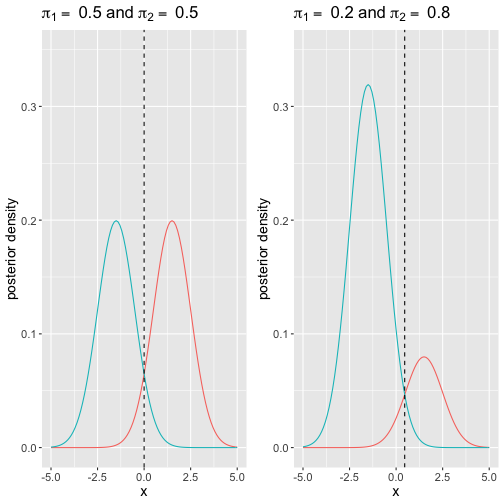 π1 = 0.5 and π2 = 0.5
posterior density
0.3
0.2
0.1
0.0
-5.0 -2.5 0.0 2.5 5.0
x
π1 = 0.2 and π2 = 0.8
posterior density
0.3
0.2
0.1
0.0
-5.0 -2.5 0.0 2.5 5.0
x